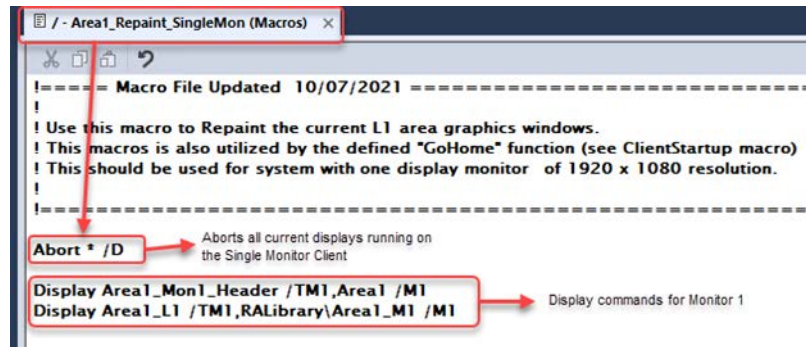 / - Area1_Repaint_SingleMon (Macros) ×
!===== Macro File Updated 10/07/2021 =============================
!
! Use this macro to Repaint the current L1 area graphics windows.
! This macros is also utilized by the defined "GoHome" function (see ClientStartup macro)
! This should be used for system with one display monitor of 1920 x 1080 resolution.
!
!=============================================================
Abort * /D
Aborts all current displays running on
the Single Monitor Client
Display Area1_Mon1_Header /TM1,Area1 /M1
Display Area1_L1 /TM1,RALibrary\Area1_M1 /M1
Display commands for Monitor 1